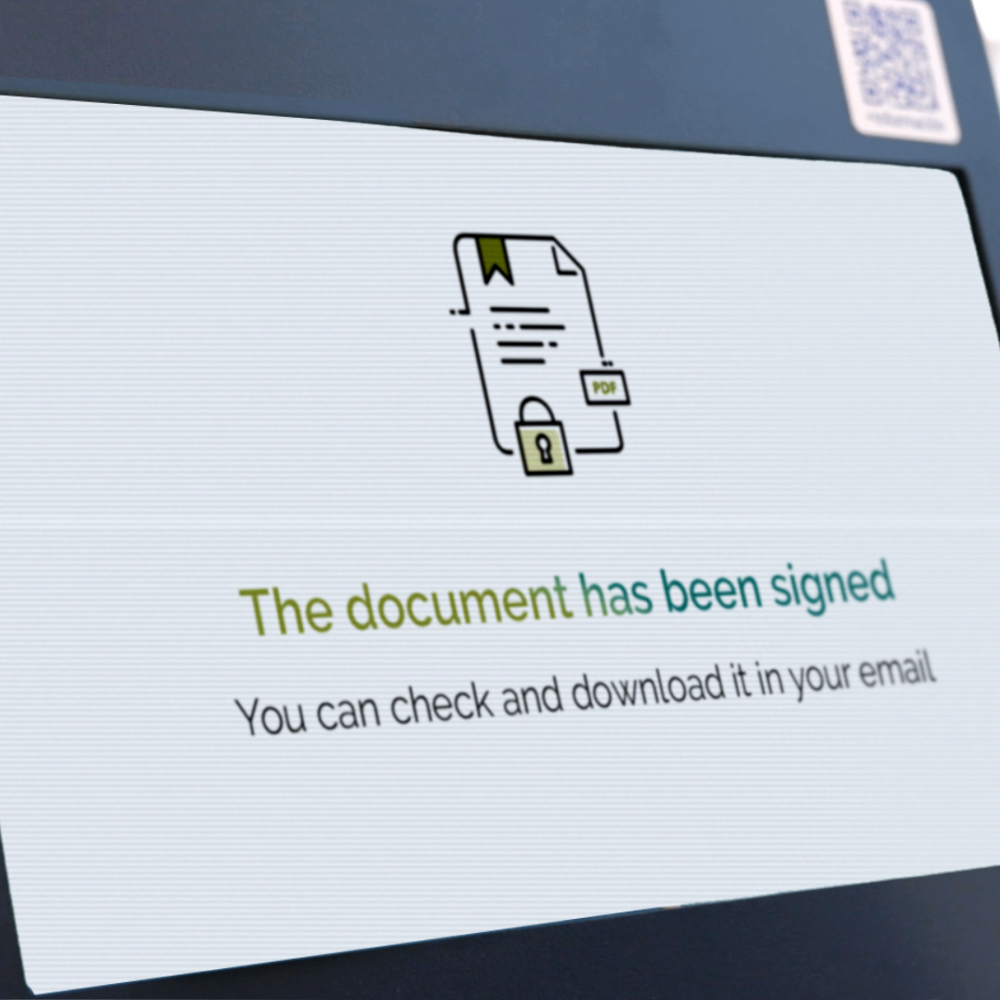 PDF
The document has been signed
You can check and download it in your email